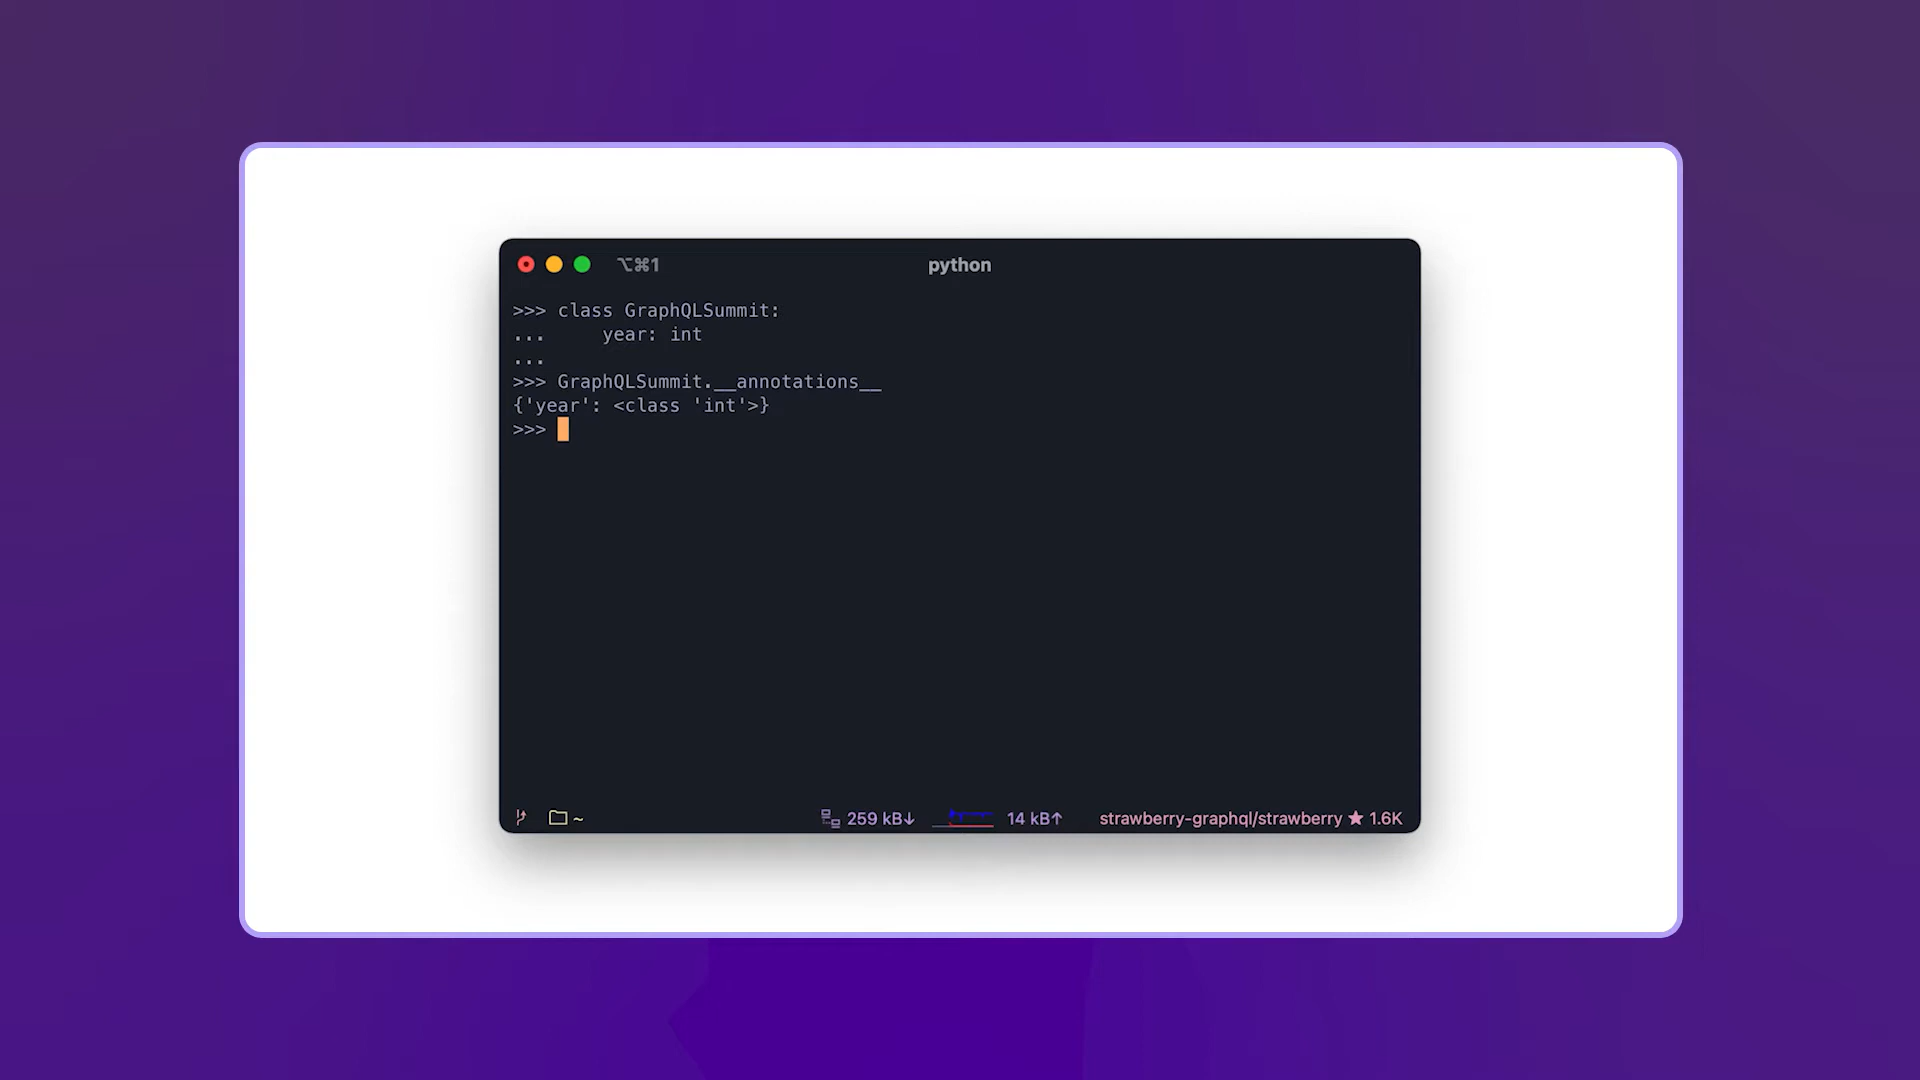 ⌥⌘1 python
>>> class GraphQLSummit:
...     year: int
...
>>> GraphQLSummit.__annotations__
{'year': <class 'int'>}
>>>
~ 259 kB↓ 14 kB↑ strawberry-graphql/strawberry ★ 1.6K